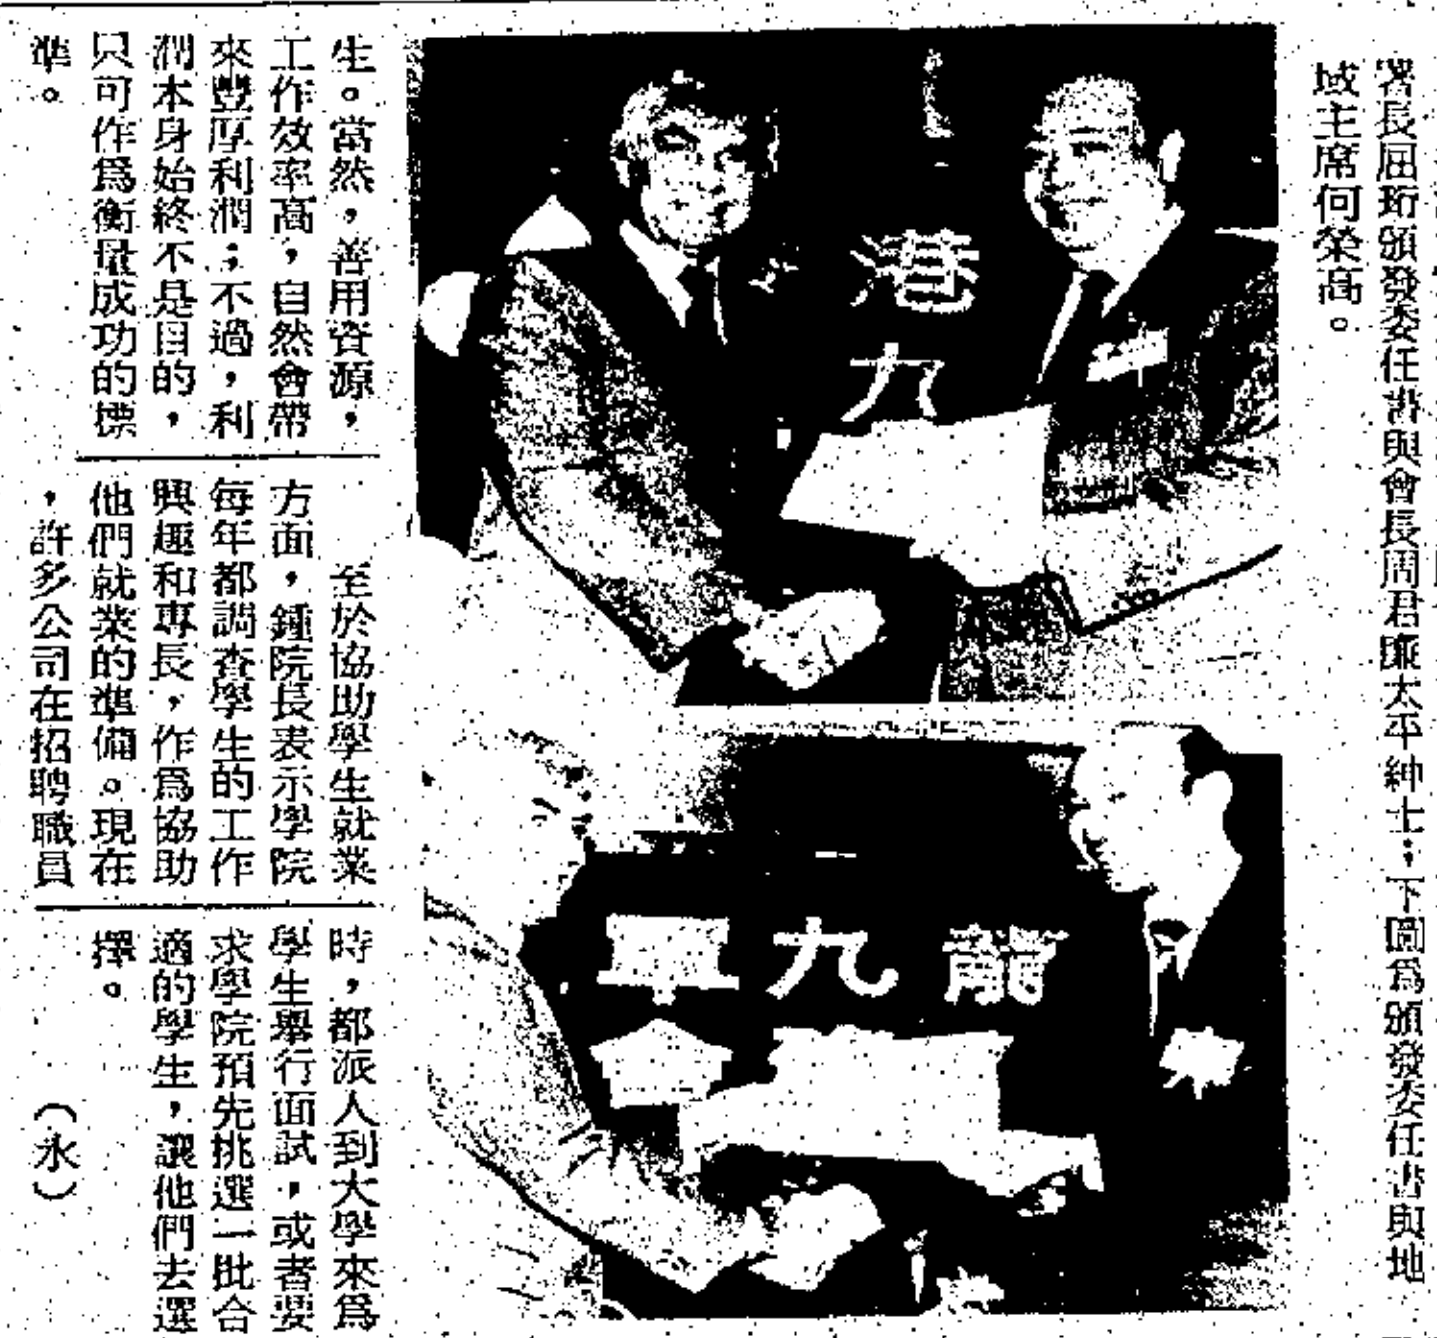 署長屈珩頒發委任書與會長周君廉太平紳士；下圖爲頒發委任書與地
域主席何榮高。
港
九
龍九
生。當然，善用資源，
工作效率高，自然會帶
來豐厚利潤；不過，利
潤本身始終不是目的，
只可作爲衡量成功的標
準。
至於協助學生就業
方面，鍾院長表示學院
每年都調查學生的工作
興趣和專長，作爲協助
他們就業的準備。現在
，許多公司在招聘職員
時，都派人到大學來爲
學生舉行面試，或者要
求學院預先挑選一批合
適的學生，讓他們去選
擇。
（永）